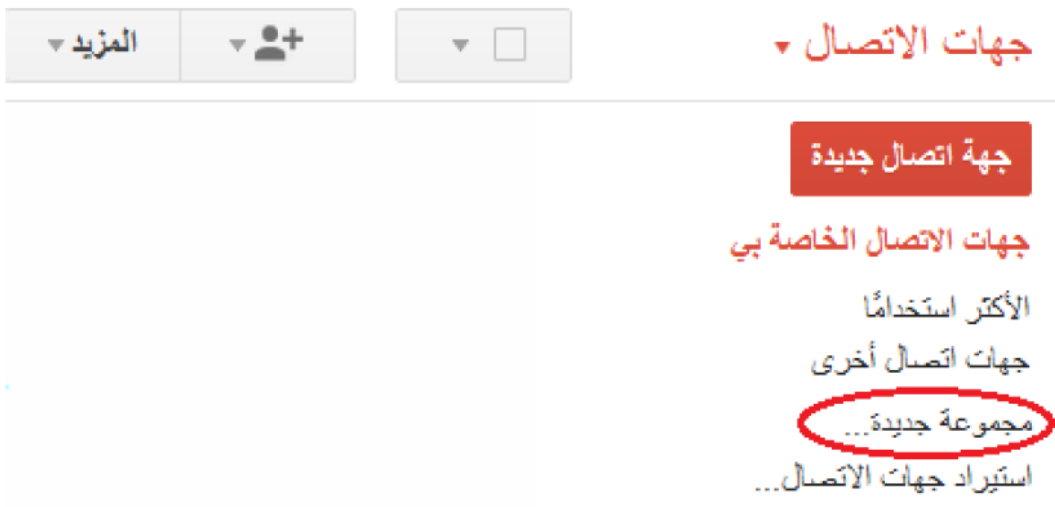 جهات الاتصال
المزيد
جهة اتصال جديدة
جهات الاتصال الخاصة بي
الأكثر استخدامًا
جهات اتصال أخرى
مجموعة جديدة...
استيراد جهات الاتصال...